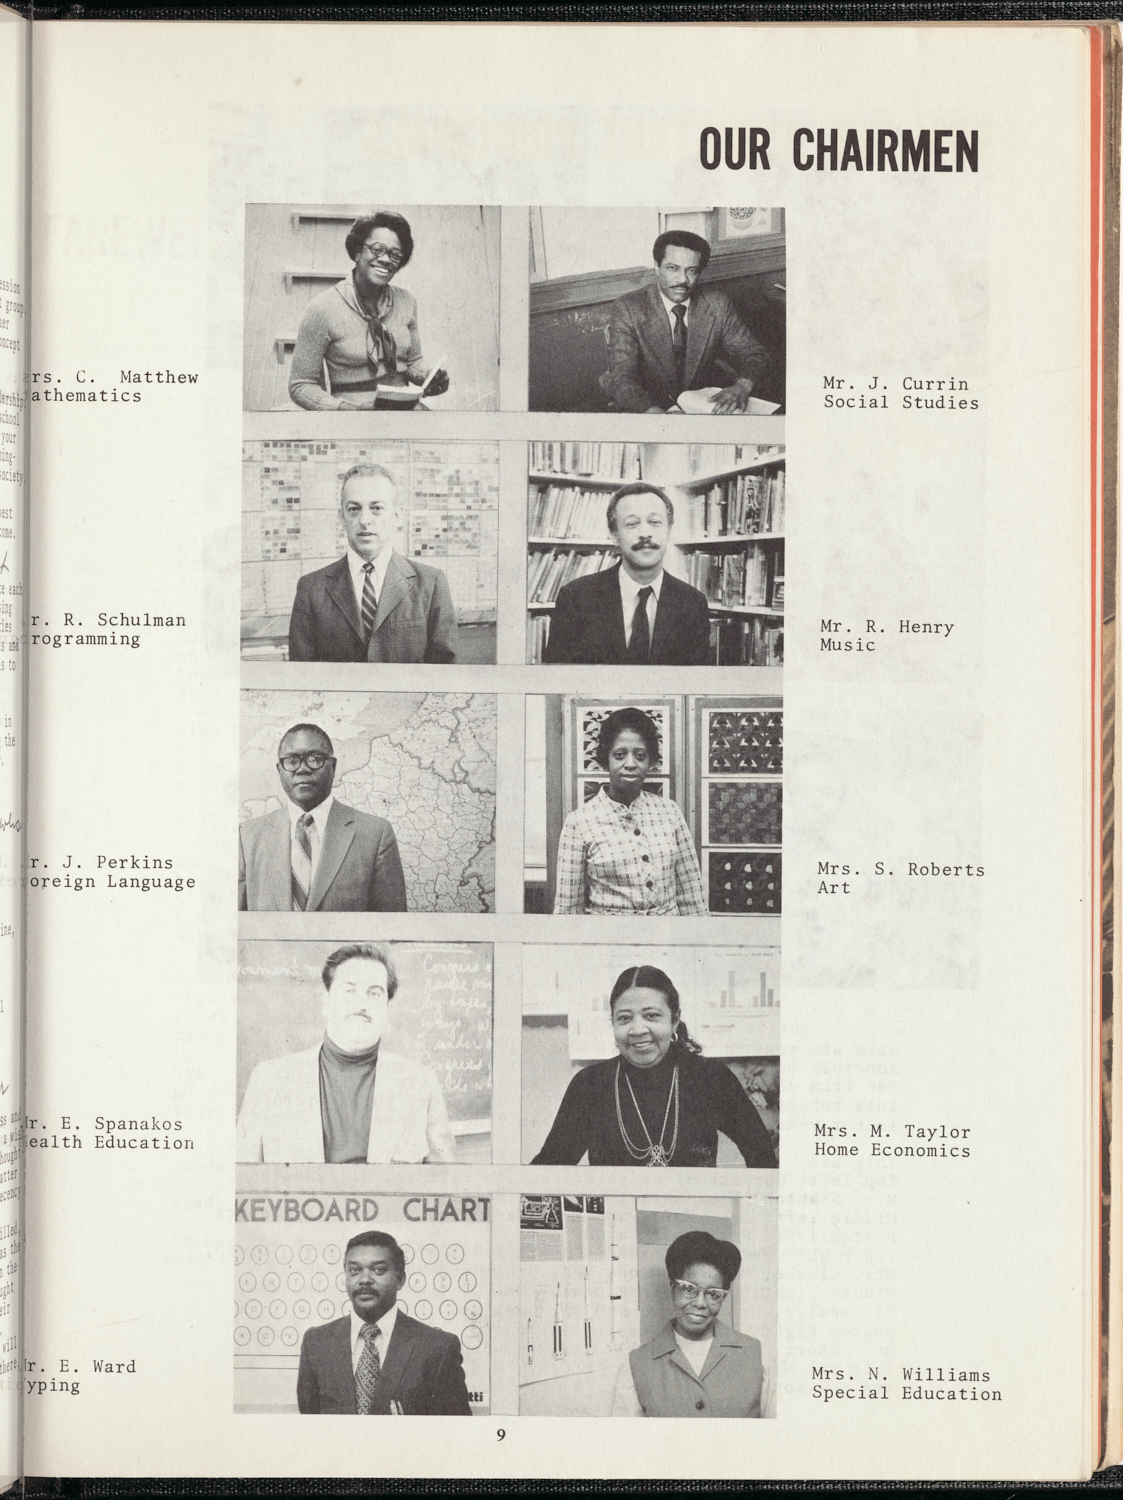 OUR CHAIRMEN
rs. C. Matthew
athematics
Mr. J. Currin
Social Studies
r. R. Schulman
rogramming
Mr. R. Henry
Music
r. J. Perkins
oreign Language
Mrs. S. Roberts
Art
r. E. Spanakos
ealth Education
Mrs. M. Taylor
Home Economics
KEYBOARD CHART
r. E. Ward
yping
Mrs. N. Williams
Special Education
9